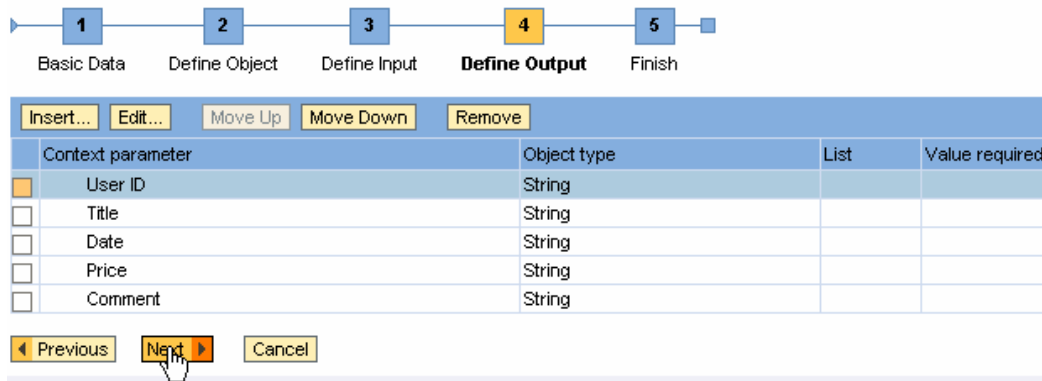 1 2 3 4 5
Basic Data Define Object Define Input Define Output Finish
Insert... Edit... Move Up Move Down Remove
Context parameter Object type List Value required
User ID String
Title String
Date String
Price String
Comment String
Previous Next Cancel